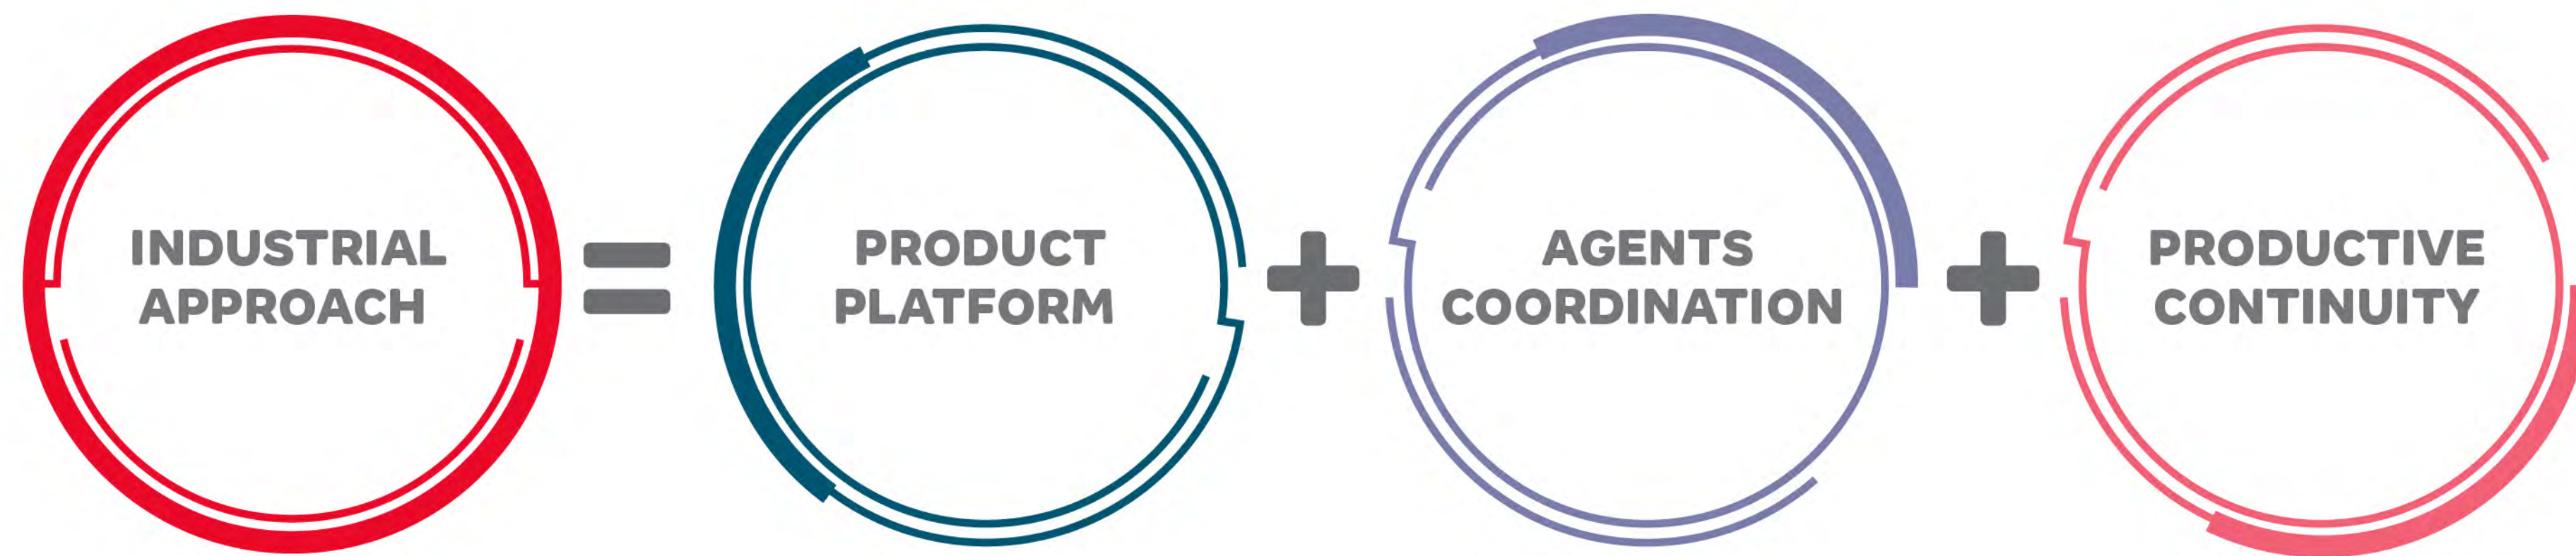 INDUSTRIAL
APPROACH
=
PRODUCT
PLATFORM
+
AGENTS
COORDINATION
+
PRODUCTIVE
CONTINUITY